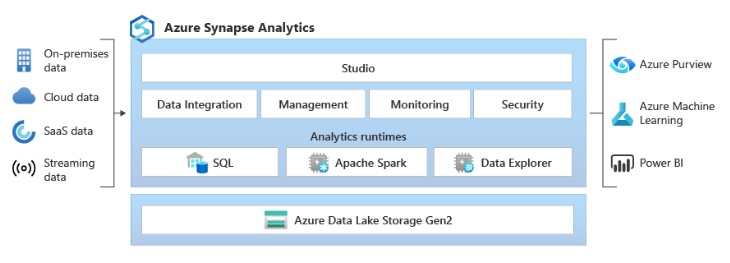 Azure Synapse Analytics
On-premises
data
Cloud data
SaaS data
Streaming
data
Studio
Data Integration
Management
Monitoring
Security
Analytics runtimes
SQL
Apache Spark
Data Explorer
Azure Data Lake Storage Gen2
Azure Purview
Azure Machine
Learning
Power BI